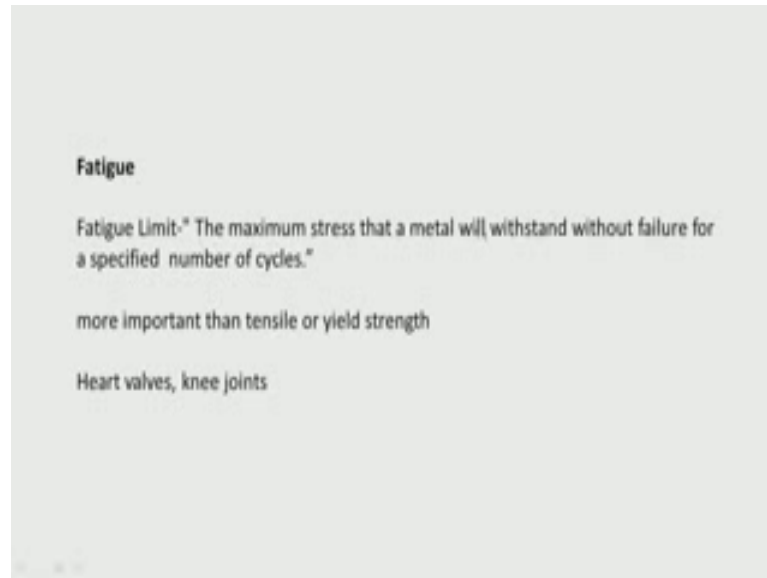 Fatigue
Fatigue Limit-" The maximum stress that a metal will withstand without failure for
a specified number of cycles."
more important than tensile or yield strength
Heart valves, knee joints